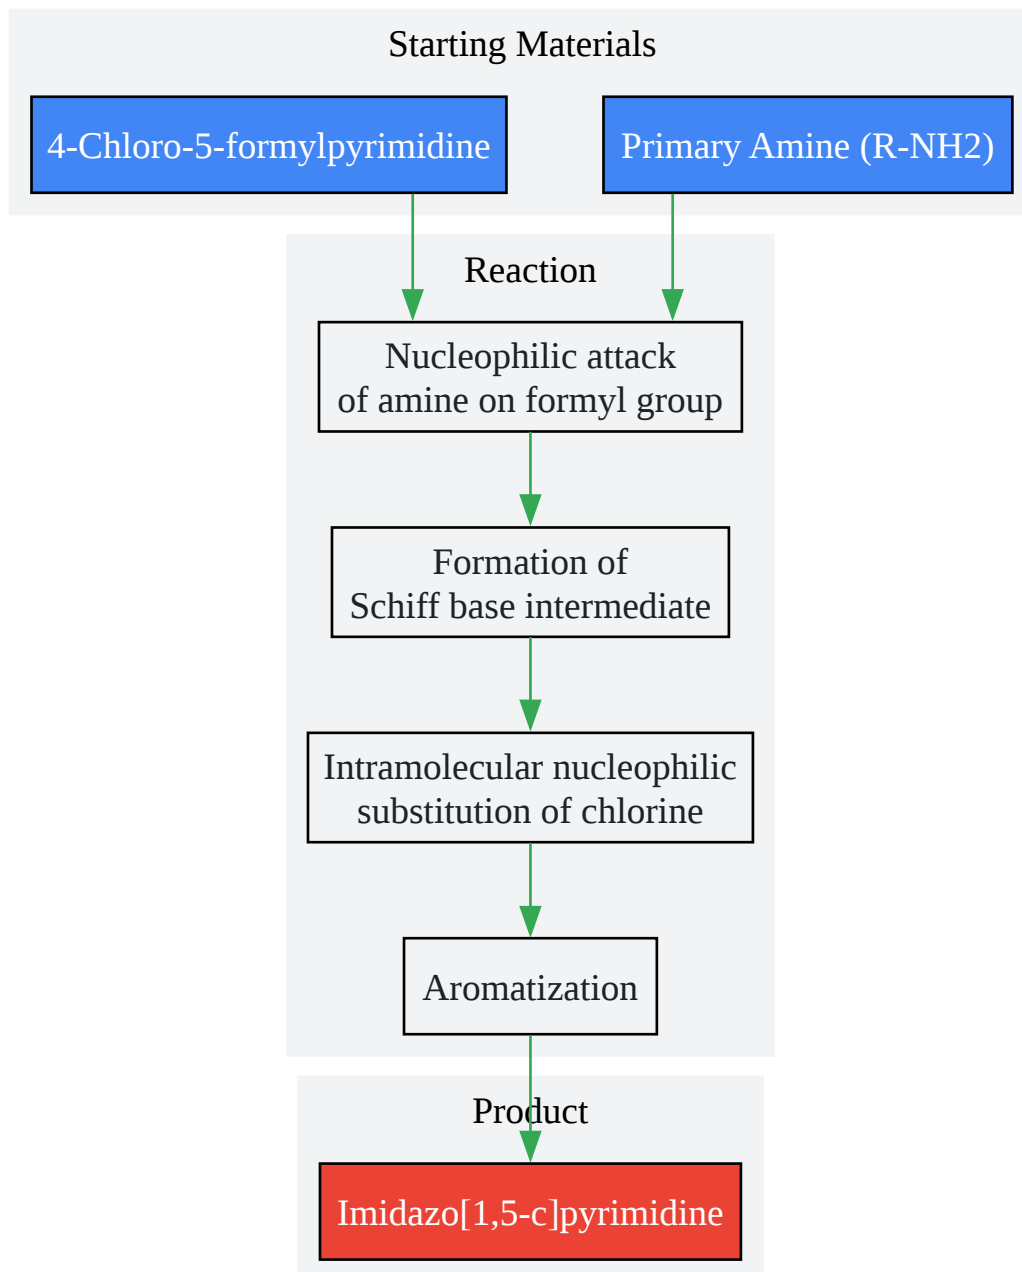 Starting Materials
4-Chloro-5-formylpyrimidine
Primary Amine (R-NH2)
Reaction
Nucleophilic attack
of amine on formyl group
Formation of
Schiff base intermediate
Intramolecular nucleophilic
substitution of chlorine
Aromatization
Product
Imidazo[1,5-c]pyrimidine